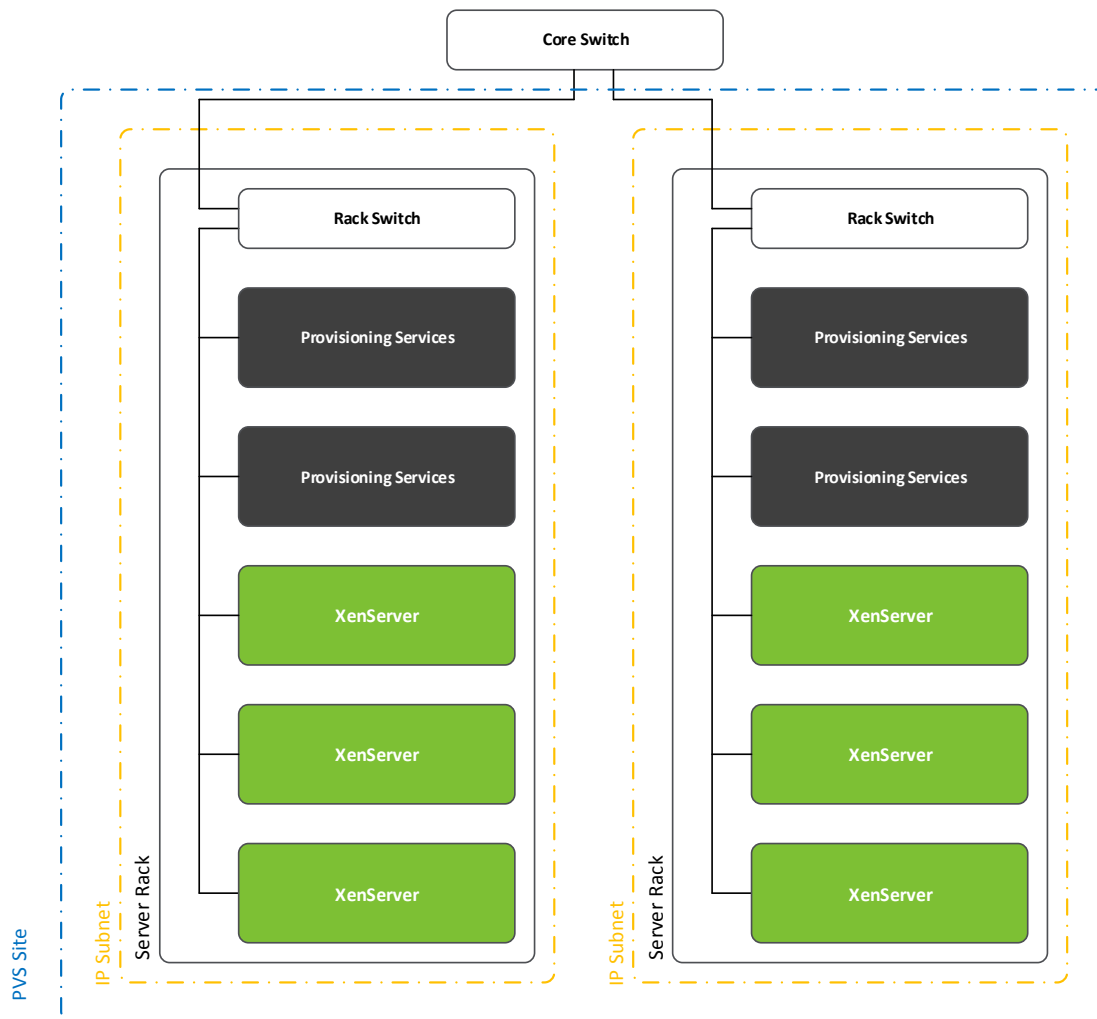 Core Switch
Rack Switch
Provisioning Services
Provisioning Services
XenServer
XenServer
XenServer
Server Rack
IP Subnet
Rack Switch
Provisioning Services
Provisioning Services
XenServer
XenServer
XenServer
Server Rack
IP Subnet
PVS Site